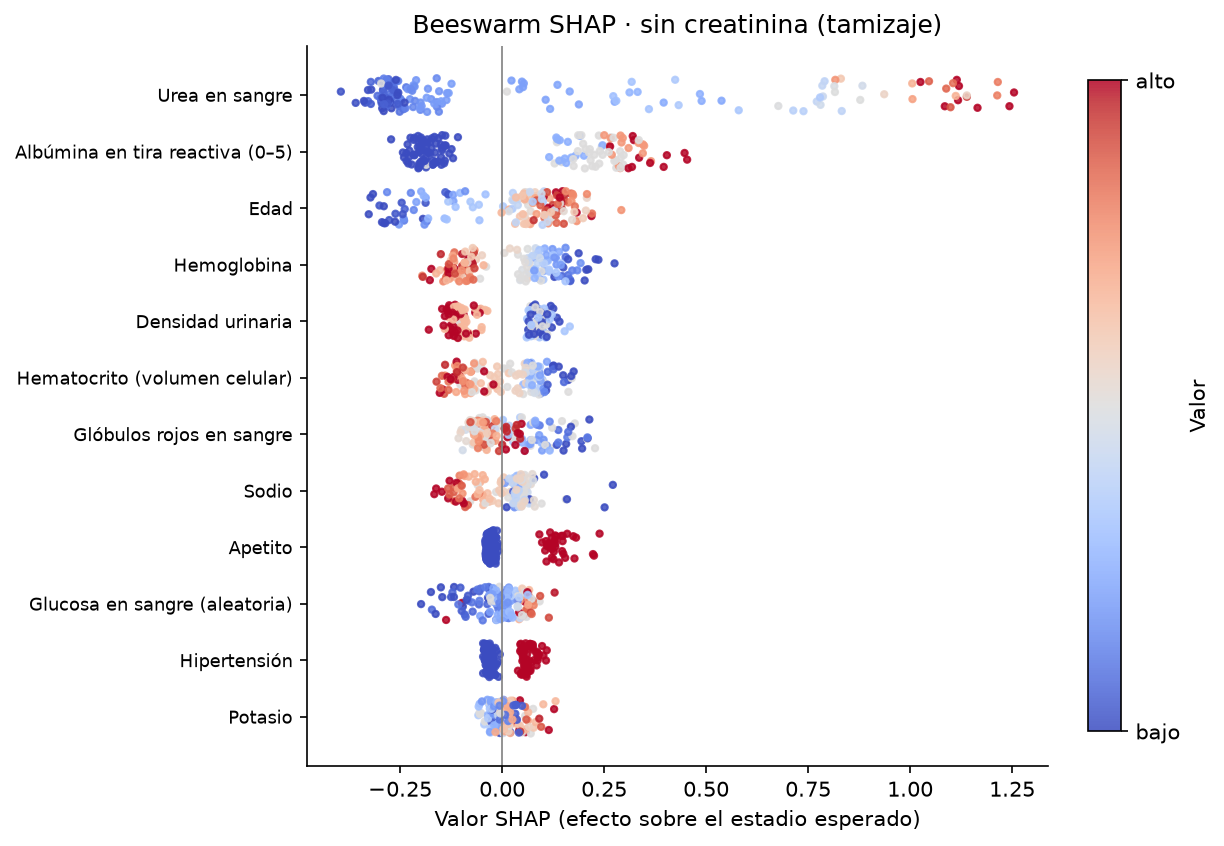 Beeswarm SHAP · sin creatinina (tamizaje)
Urea en sangre
Albúmina en tira reactiva (0–5)
Edad
Hemoglobina
Densidad urinaria
Hematocrito (volumen celular)
Glóbulos rojos en sangre
Sodio
Apetito
Glucosa en sangre (aleatoria)
Hipertensión
Potasio
−0.25 0.00 0.25 0.50 0.75 1.00 1.25
Valor SHAP (efecto sobre el estadio esperado)
alto
Valor
bajo